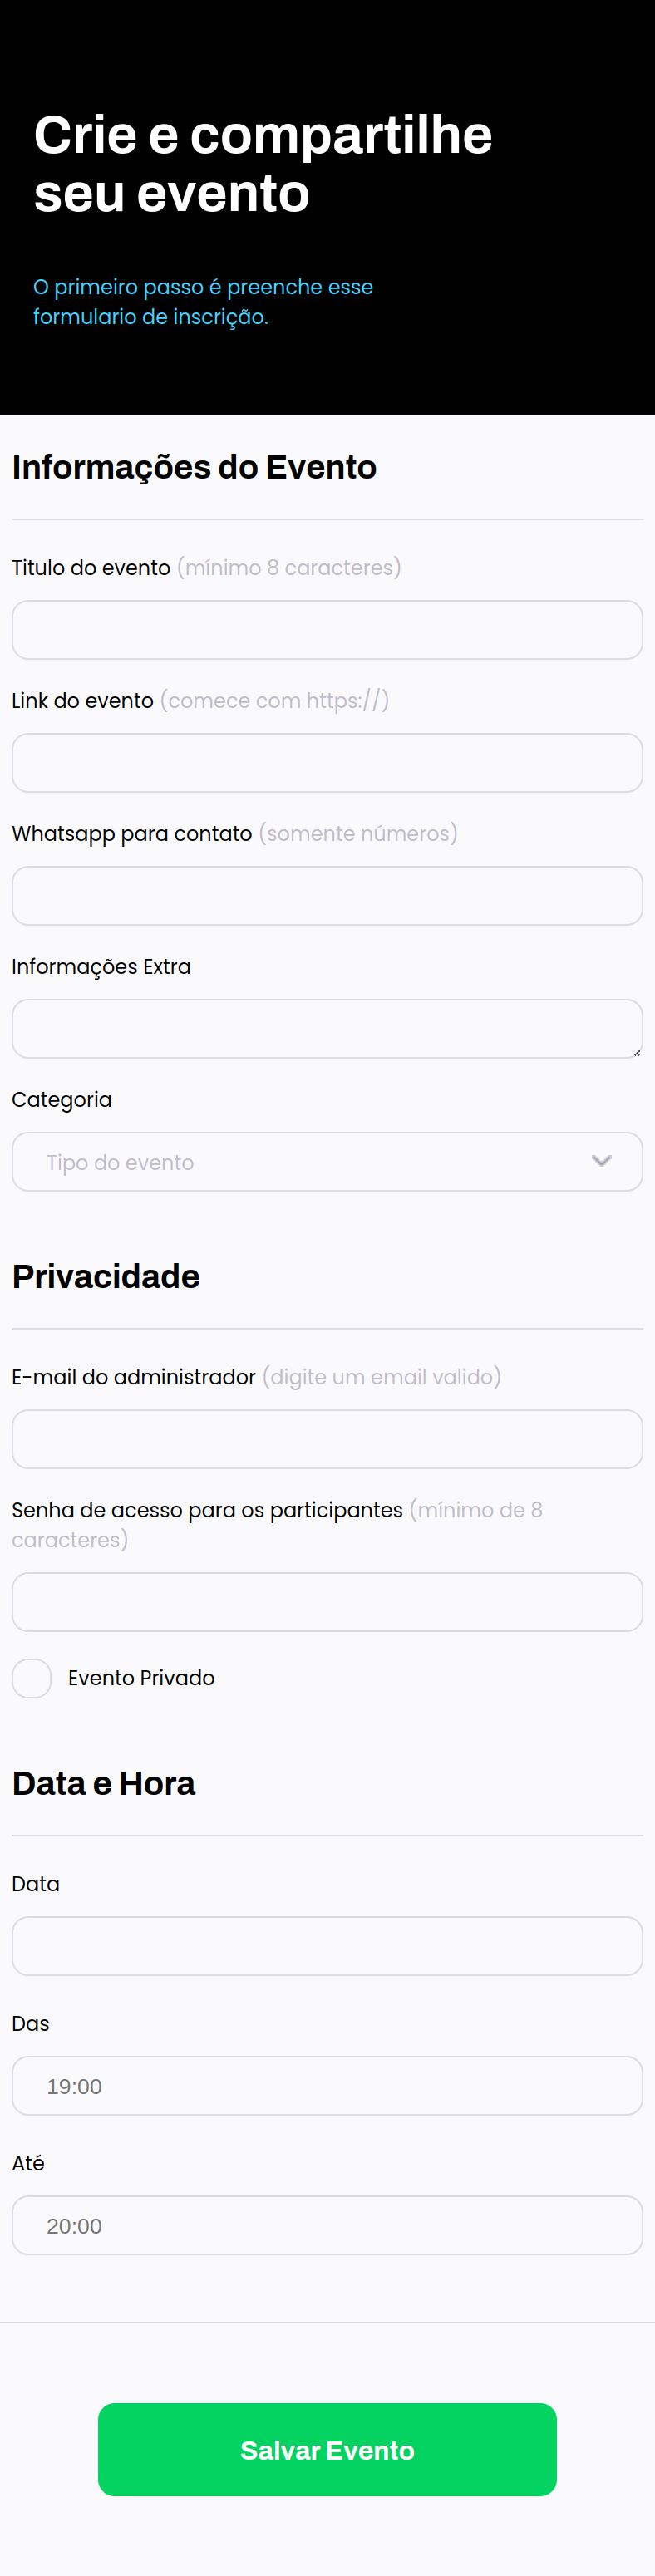 Crie e compartilhe
seu evento
O primeiro passo é preenche esse
formulario de inscrição.
Informações do Evento
Titulo do evento (mínimo 8 caracteres)
Link do evento (comece com https://)
Whatsapp para contato (somente números)
Informações Extra
Categoria
Tipo do evento
Privacidade
E-mail do administrador (digite um email valido)
Senha de acesso para os participantes (mínimo de 8
caracteres)
Evento Privado
Data e Hora
Data
Das
19:00
Até
20:00
Salvar Evento